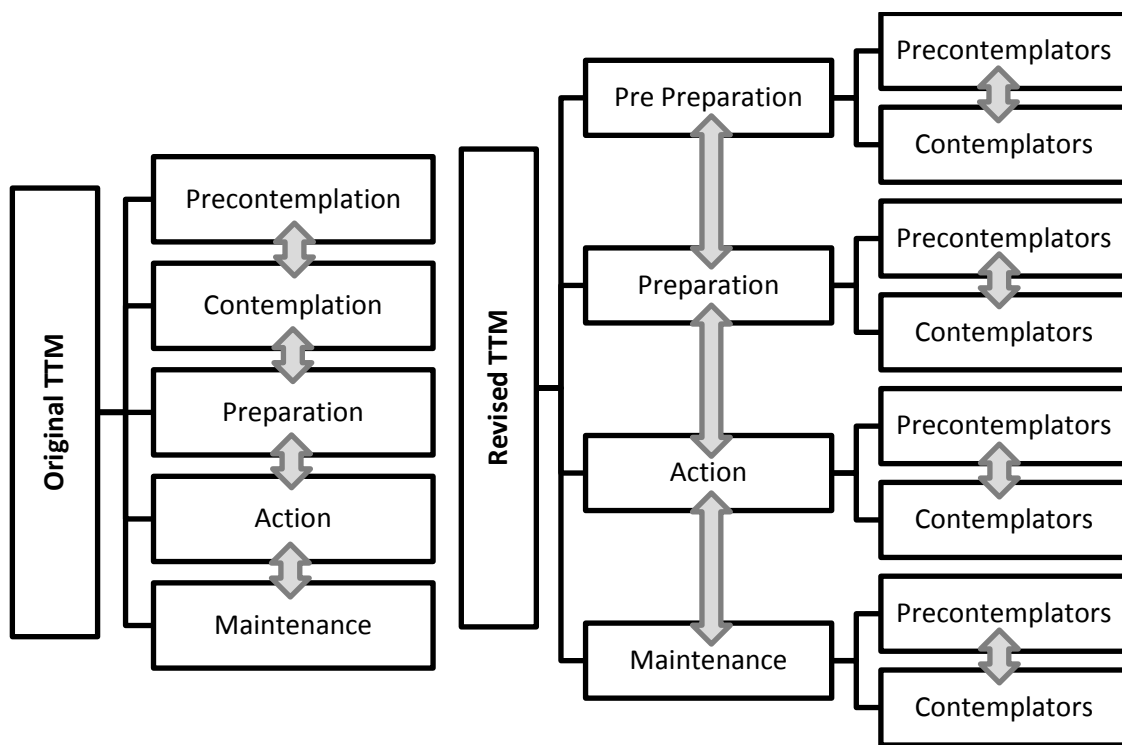 Original TTM
Precontemplation
Contemplation
Preparation
Action
Maintenance
Revised TTM
Pre Preparation
Precontemplators
Contemplators
Preparation
Precontemplators
Contemplators
Action
Precontemplators
Contemplators
Maintenance
Precontemplators
Contemplators